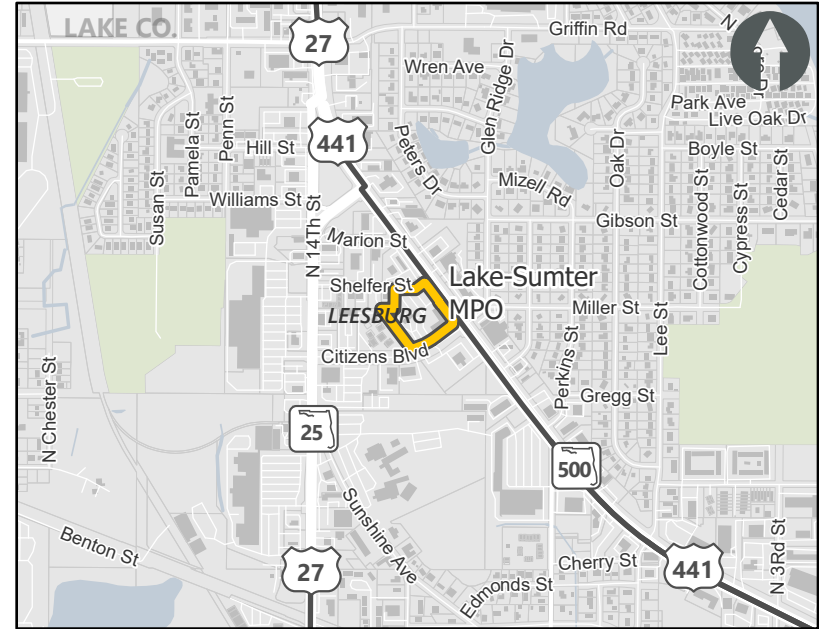 LAKE CO.
27
Griffin Rd
N
Wren Ave
Glen Ridge Dr
Park Ave
Live Oak Dr
441
Peters Dr
Penn St
Pamela St
Hill St
Oak Dr
Boyle St
Susan St
Williams St
N 14Th St
Mizell Rd
Gibson St
Cottonwood St
Cypress St
Cedar St
Marion St
Shelfer St
Lake-Sumter
MPO
LEESBURG
Miller St
Lee St
Citizens Blvd
Perkins St
Gregg St
N Chester St
25
500
Sunshine Ave
Benton St
27
Edmonds St
Cherry St
441
N 3Rd St